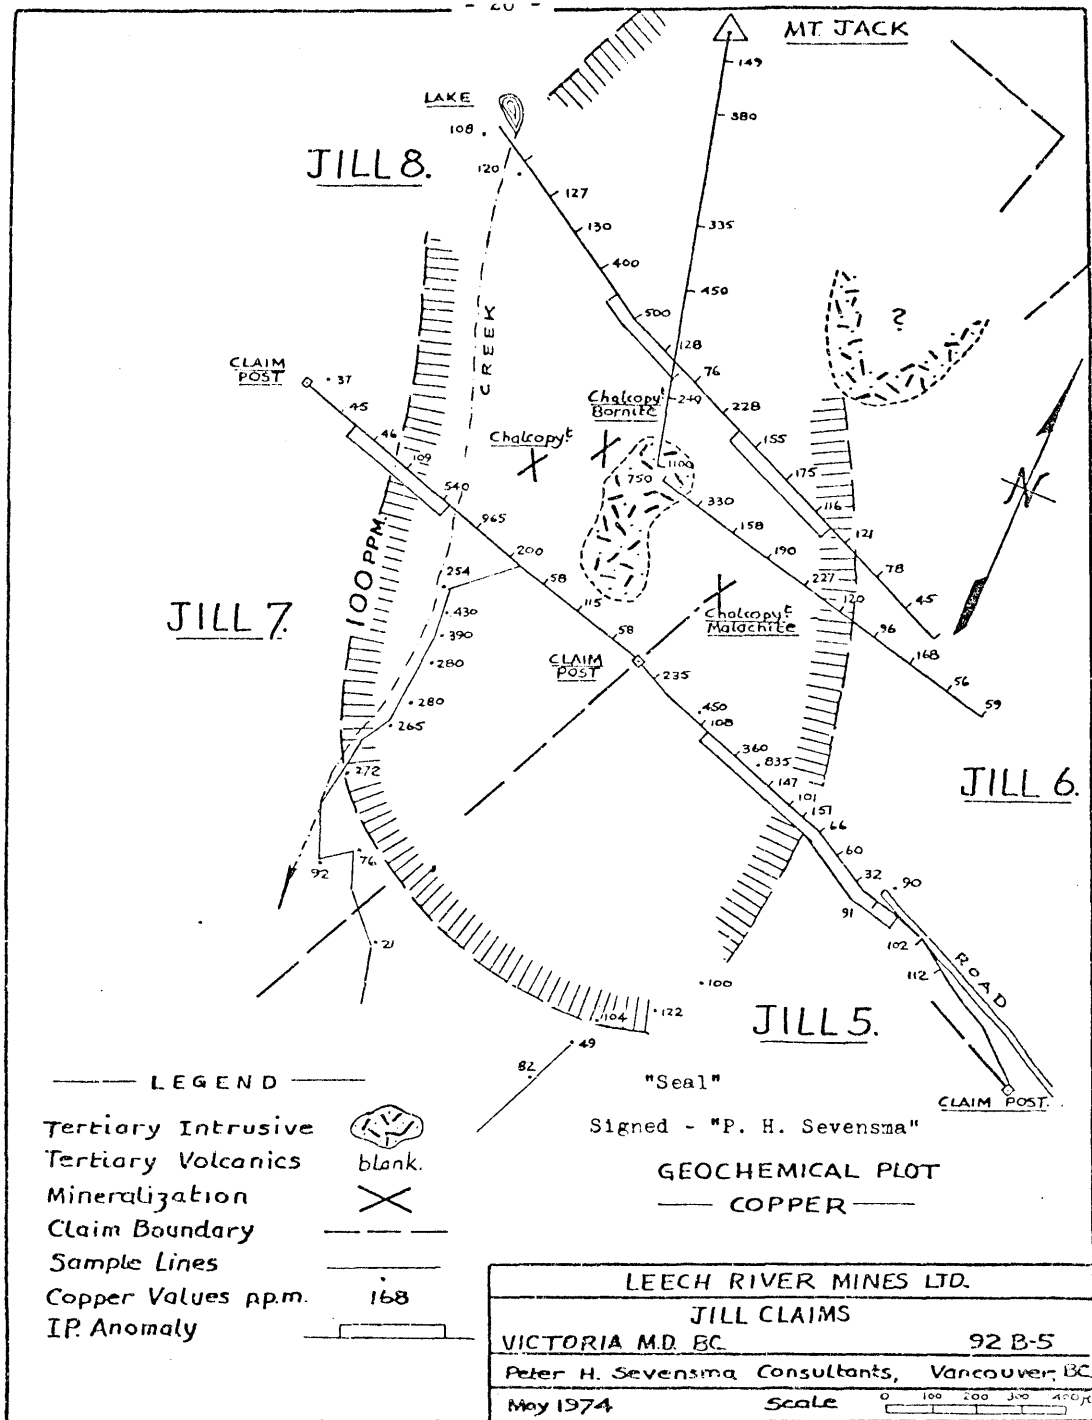 - 20 -
MT. JACK
149
380
LAKE
108
JILL 8.
120
127
130
335
400
450
CREEK
500
?
128
CLAIM
POST
37
76
45
Chalcopyt
Bornite
249
228
46
Chalcopyt
155
109
1100
175
750
540
330
116
N
965
158
121
100 P.P.M.
200
190
78
254
58
227
JILL 7.
430
115
120
45
Chalcopyt
Malachite
390
58
96
CLAIM
POST
168
280
235
56
280
450
59
265
108
360
272
835
JILL 6.
147
101
151
66
76
60
92
32
90
91
21
102
ROAD
112
100
104
122
JILL 5.
49
82
LEGEND
"Seal"
CLAIM POST.
Signed - "P. H. Sevensma"
Tertiary Intrusive
Tertiary Volcanics blank.
GEOCHEMICAL PLOT
Mineralization
COPPER
Claim Boundary
Sample Lines
Copper Values p.p.m. 168
I.P. Anomaly
LEECH RIVER MINES LTD.
JILL CLAIMS
VICTORIA M.D. BC. 92 B-5
Peter H. Sevensma Consultants, Vancouver, BC.
May 1974 Scale 0 100 200 300 400